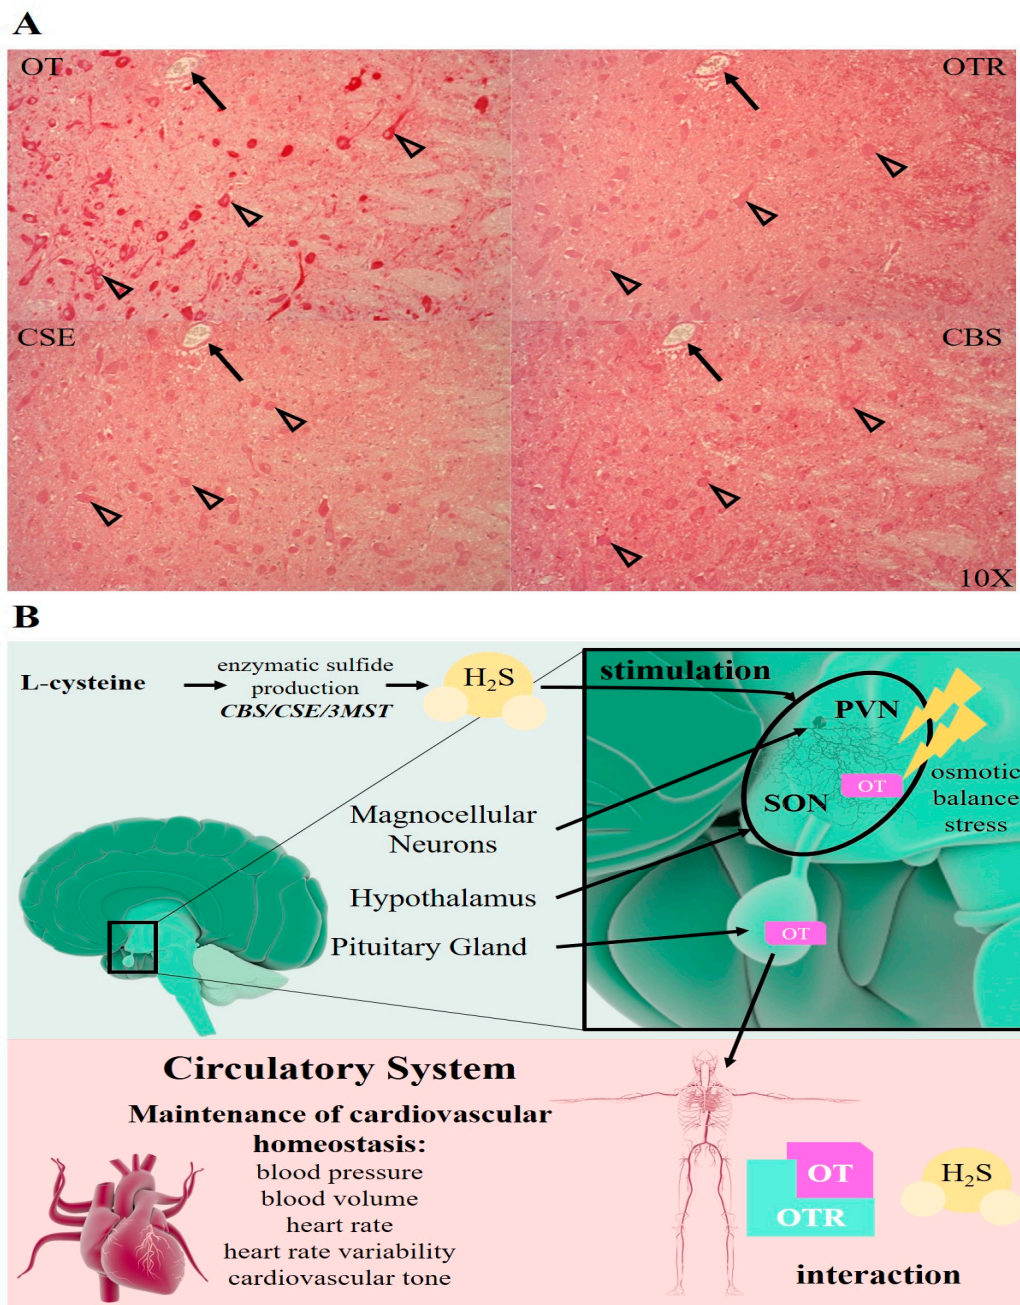 A
OT
OTR
CSE
CBS
10X
B
L-cysteine
enzymatic sulfide
production
CBS/CSE/3MST
H₂S
stimulation
PVN
OT
SON
osmotic
balance
stress
Magnocellular
Neurons
Hypothalamus
Pituitary Gland
OT
Circulatory System
Maintenance of cardiovascular
homeostasis:
blood pressure
blood volume
heart rate
heart rate variability
cardiovascular tone
OT
OTR
H₂S
interaction